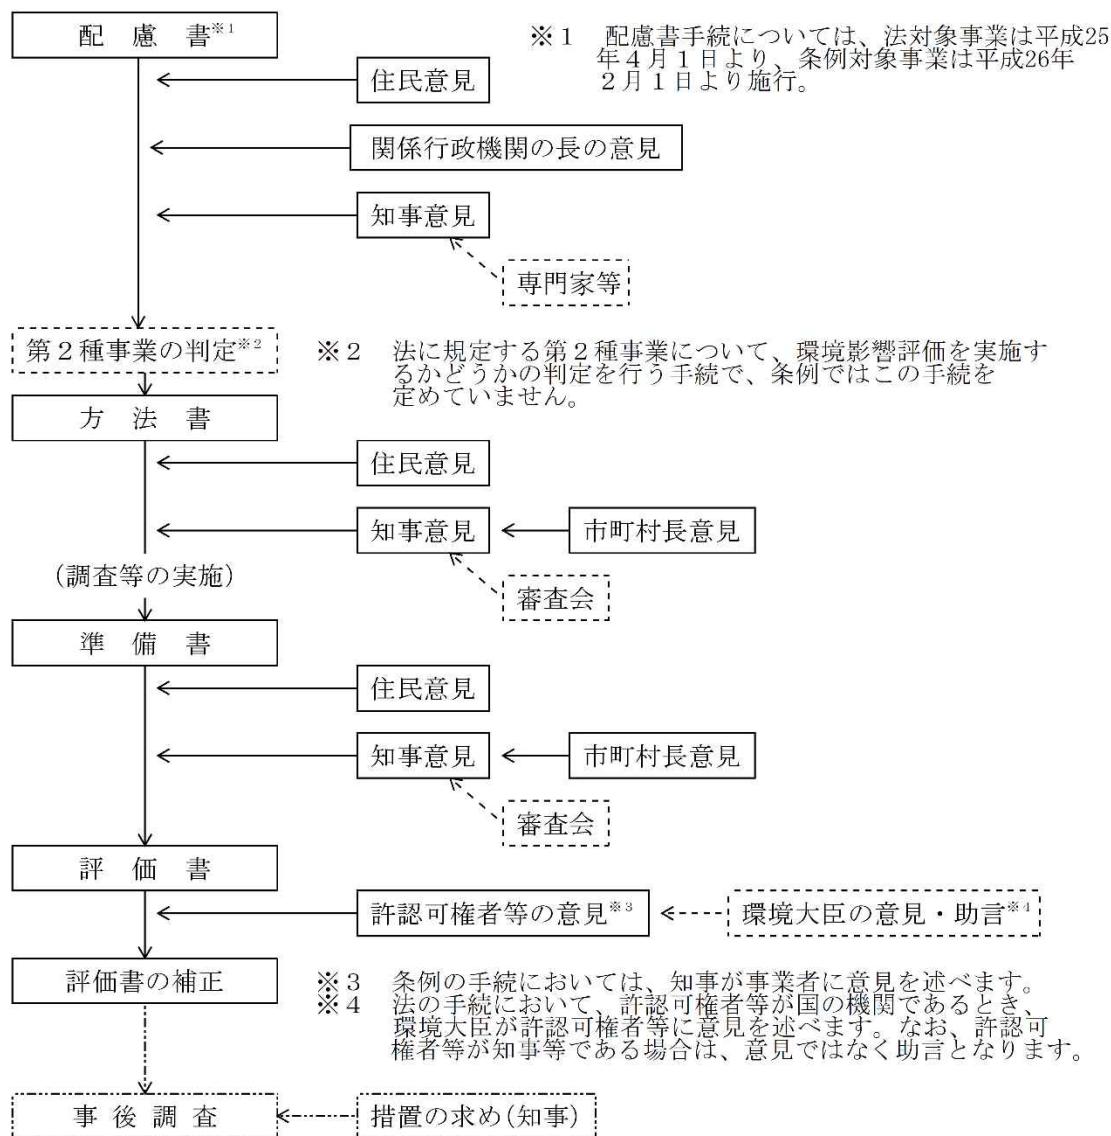 配慮書※1
※1 配慮書手続については、法対象事業は平成25
年4月1日より、条例対象事業は平成26年
2月1日より施行。
住民意見
関係行政機関の長の意見
知事意見
専門家等
第2種事業の判定※2
※2 法に規定する第2種事業について、環境影響評価を実施す
るかどうかの判定を行う手続で、条例ではこの手続を
定めていません。
方法書
住民意見
知事意見
市町村長意見
(調査等の実施)
審査会
準備書
住民意見
知事意見
市町村長意見
審査会
評価書
許認可権者等の意見※3
環境大臣の意見・助言※4
評価書の補正
※3 条例の手続においては、知事が事業者に意見を述べます。
※4 法の手続において、許認可権者等が国の機関であるとき、
環境大臣が許認可権者等に意見を述べます。なお、許認可
権者等が知事等である場合は、意見ではなく助言となります。
事後調査
措置の求め(知事)